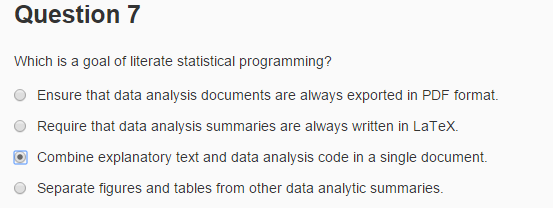 Question 7
Which is a goal of literate statistical programming?
Ensure that data analysis documents are always exported in PDF format.
Require that data analysis summaries are always written in LaTeX.
Combine explanatory text and data analysis code in a single document.
Separate figures and tables from other data analytic summaries.